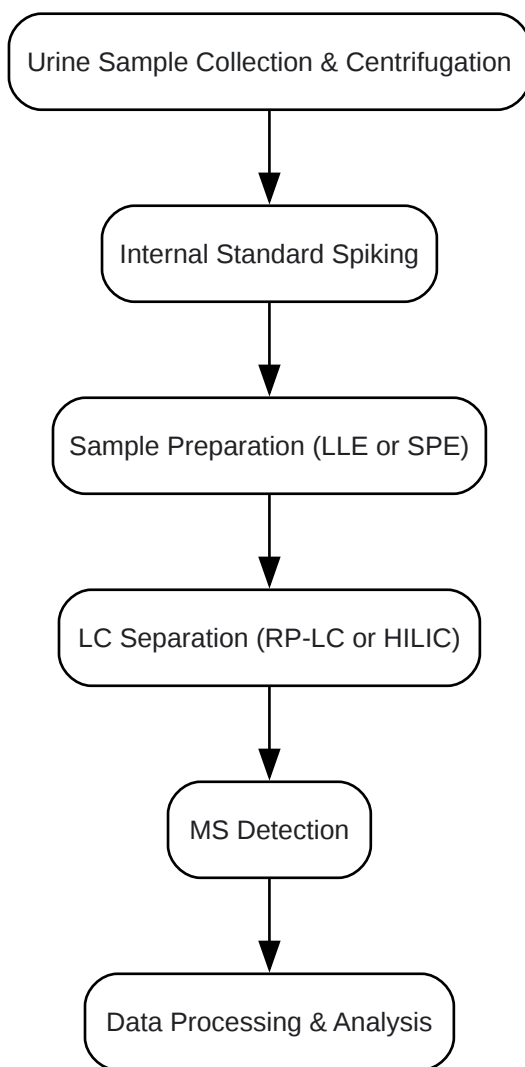 Urine Sample Collection & Centrifugation
Internal Standard Spiking
Sample Preparation (LLE or SPE)
LC Separation (RP-LC or HILIC)
MS Detection
Data Processing & Analysis